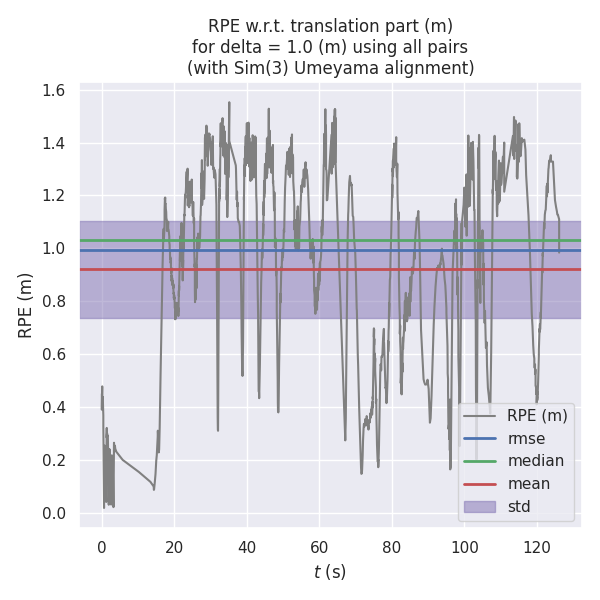 RPE w.r.t. translation part (m)
for delta = 1.0 (m) using all pairs
(with Sim(3) Umeyama alignment)
1.6
1.4
1.2
1.0
0.8
0.6
0.4
0.2
0.0
RPE (m)
0 20 40 60 80 100 120
t (s)
RPE (m)
rmse
median
mean
std